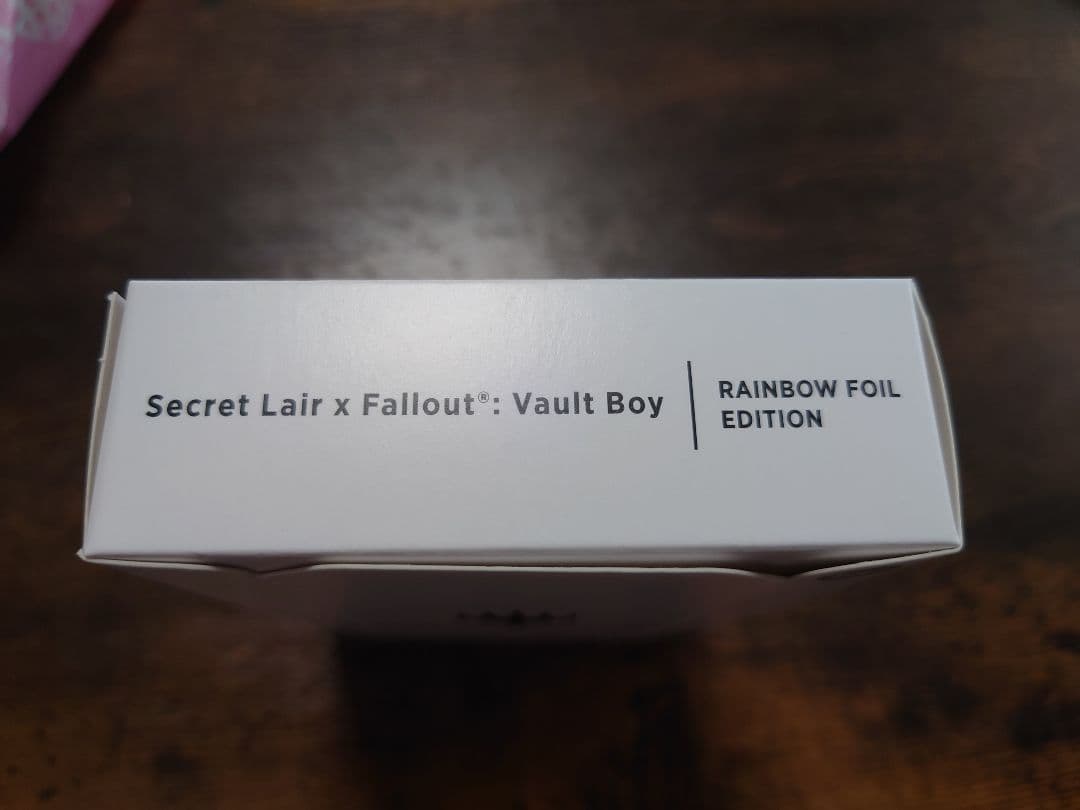 Secret Lair x Fallout®: Vault Boy
RAINBOW FOIL
EDITION